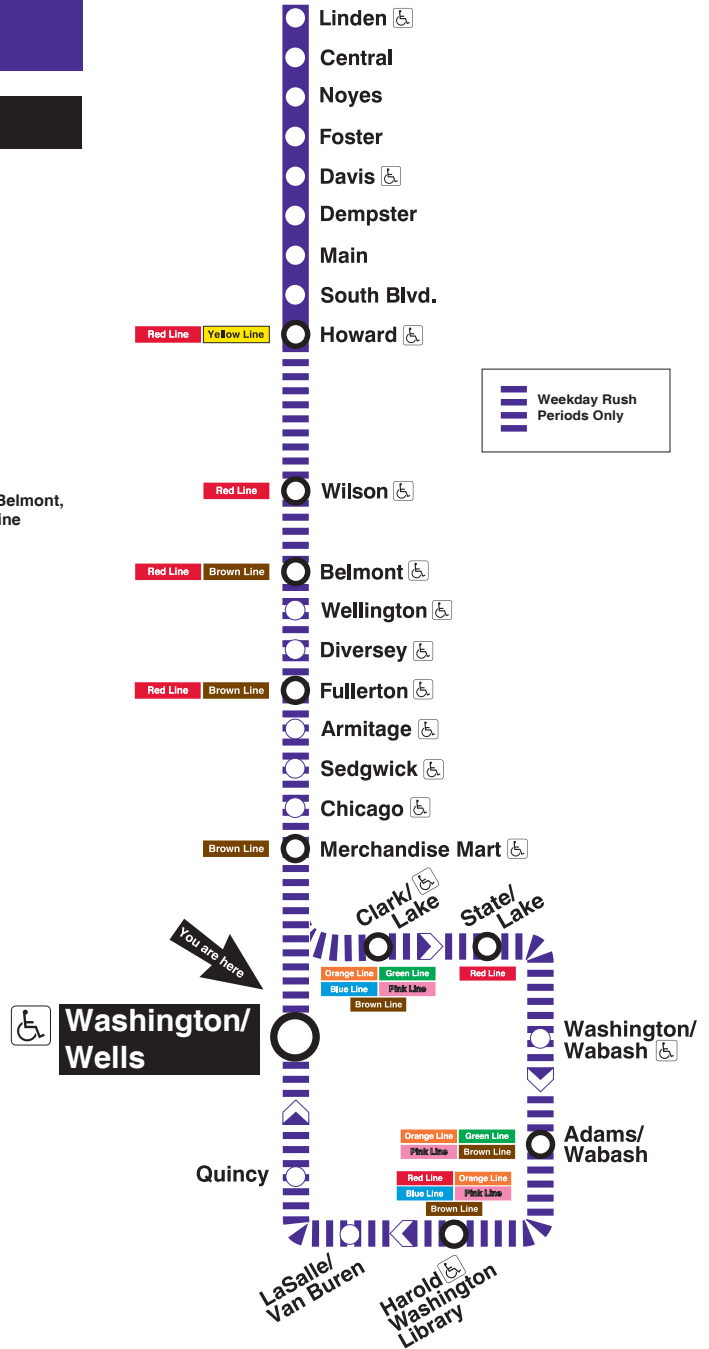 Linden
Central
Noyes
Foster
Davis
Dempster
Main
South Blvd.
Red Line Yellow Line Howard
Weekday Rush
Periods Only
Belmont,
ine
Red Line Wilson
Red Line Brown Line Belmont
Wellington
Diversey
Red Line Brown Line Fullerton
Armitage
Sedgwick
Chicago
Brown Line Merchandise Mart
Clark/
Lake
State/
Lake
You are here
Orange Line Green Line
Blue Line Pink Line
Brown Line
Red Line
Washington/
Wells
Washington/
Wabash
Orange Line Green Line
Pink Line Brown Line
Adams/
Wabash
Quincy
Red Line Orange Line
Blue Line Pink Line
Brown Line
LaSalle/
Van Buren
Harold
Washington
Library